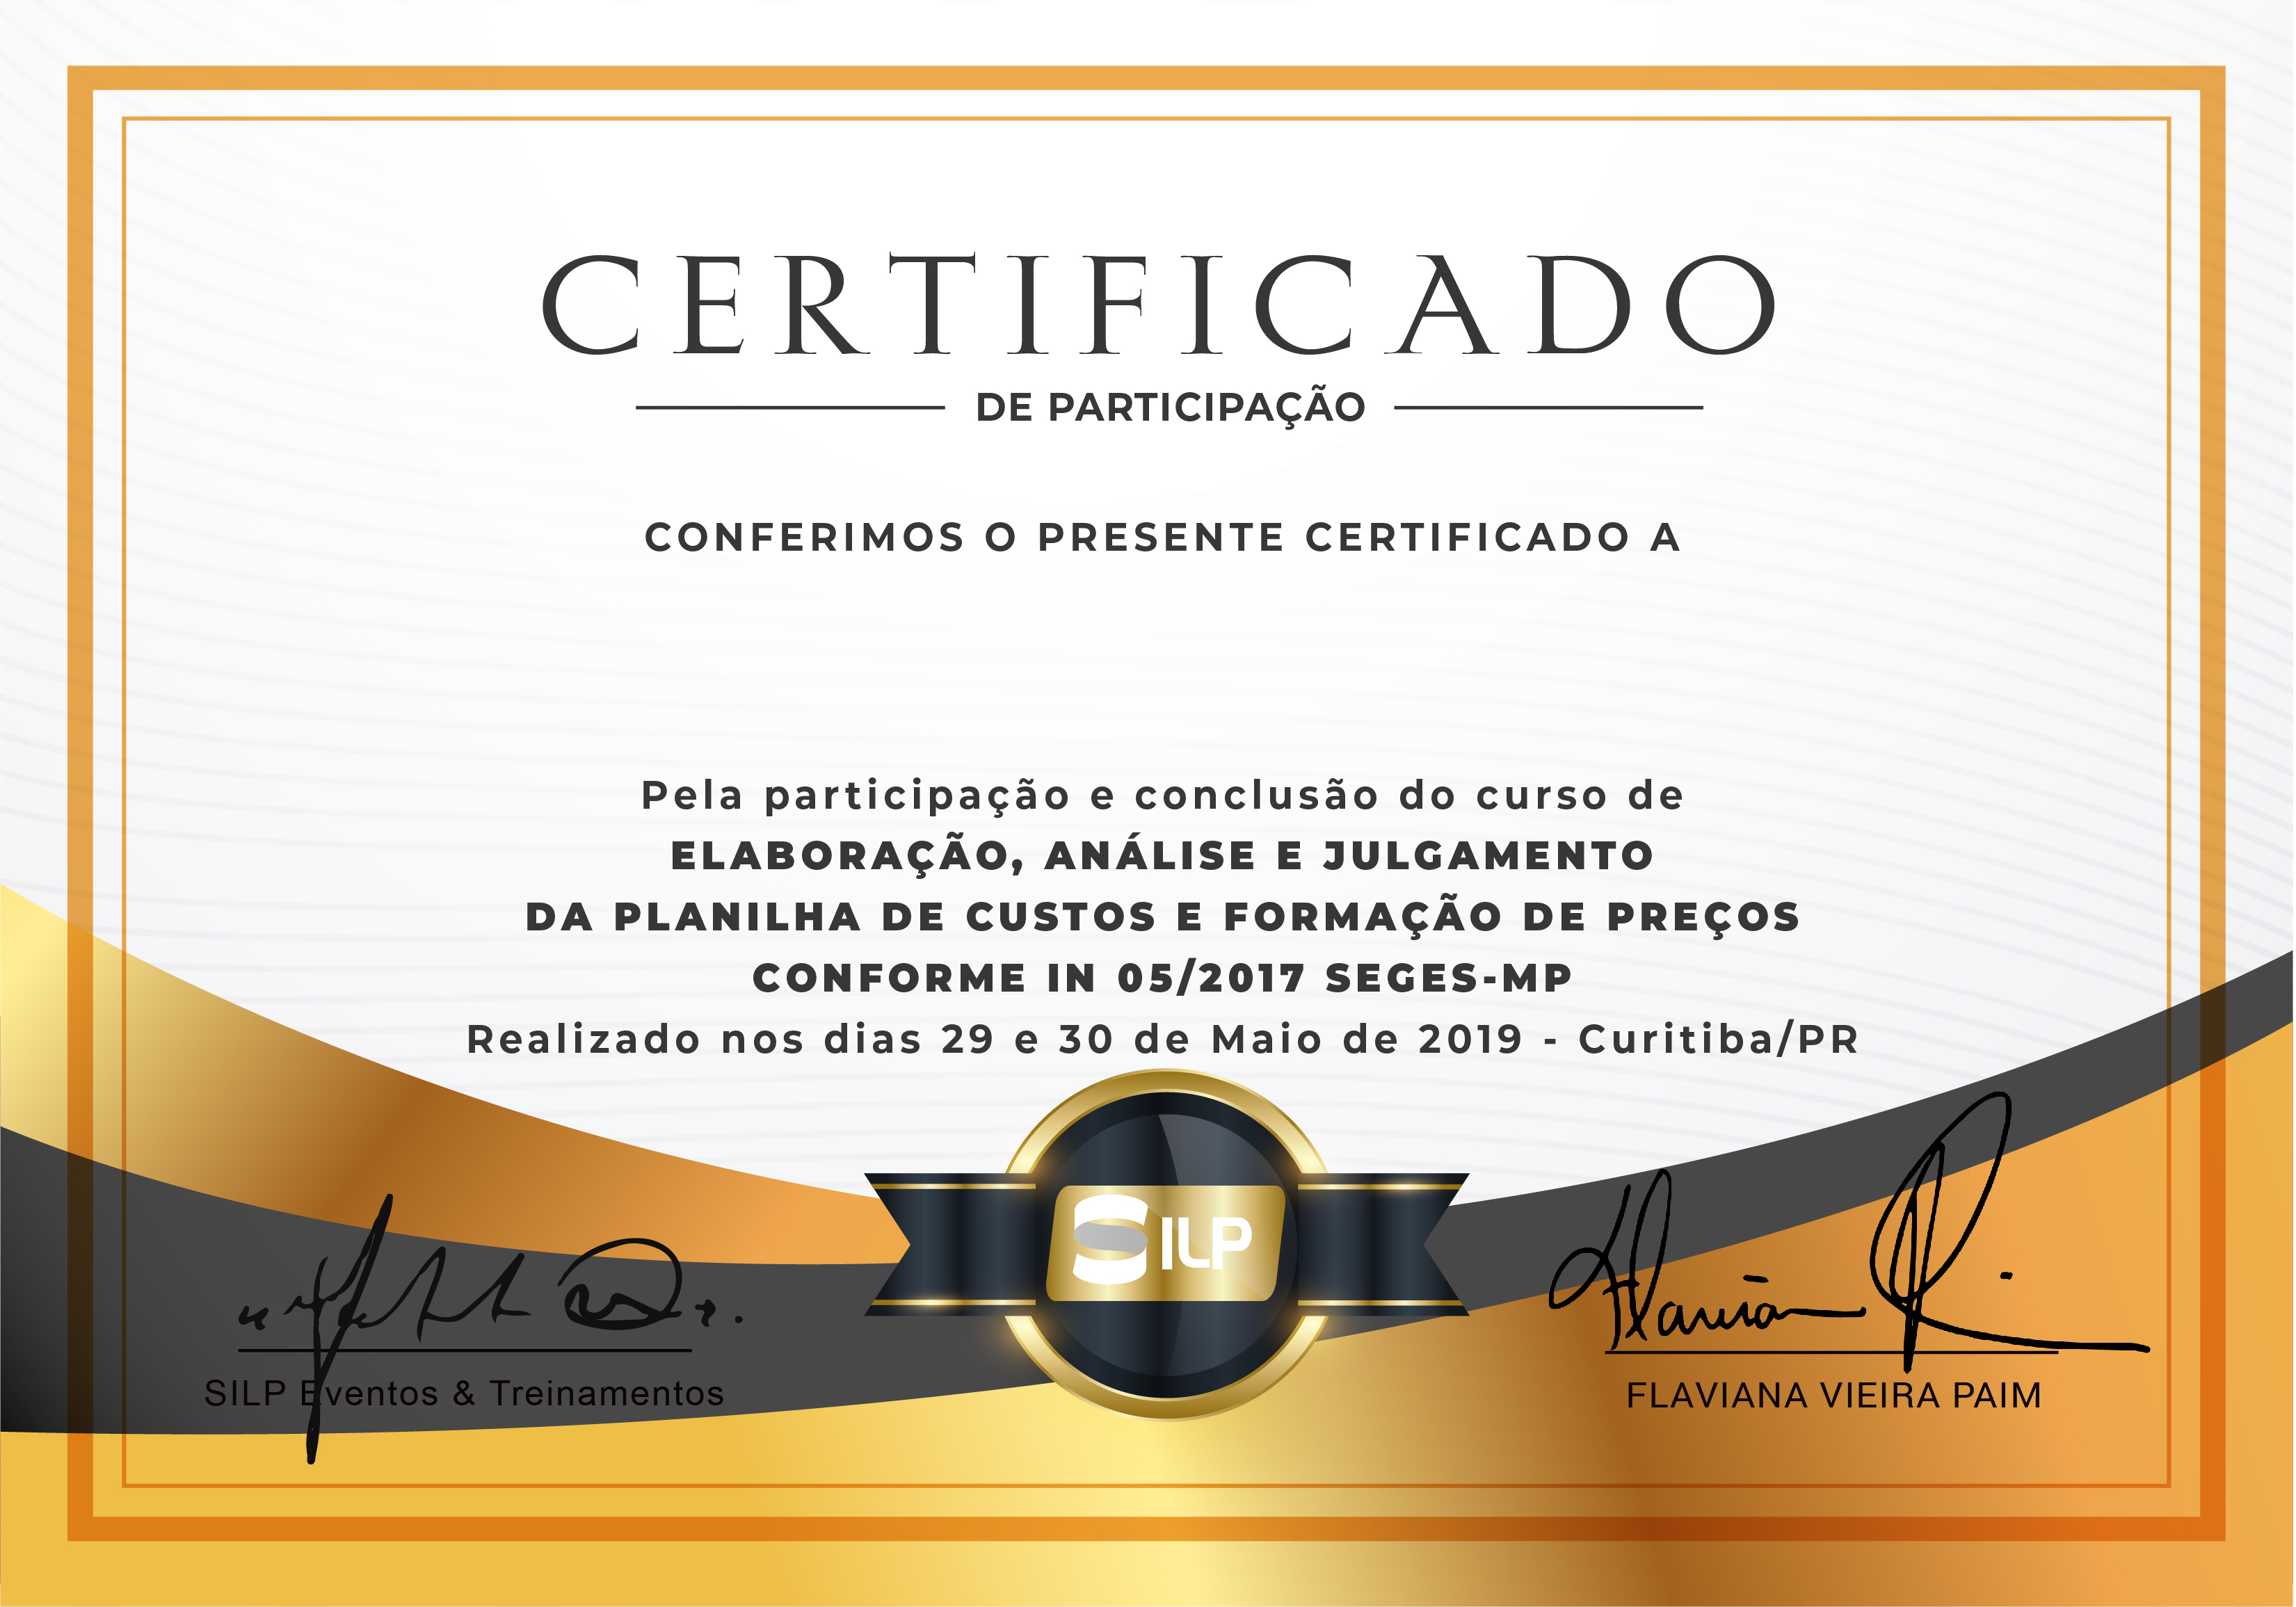 CERTIFICADO
DE PARTICIPAÇÃO
CONFERIMOS O PRESENTE CERTIFICADO A
Pela participação e conclusão do curso de
ELABORAÇÃO, ANÁLISE E JULGAMENTO
DA PLANILHA DE CUSTOS E FORMAÇÃO DE PREÇOS
CONFORME IN 05/2017 SEGES-MP
Realizado nos dias 29 e 30 de Maio de 2019 - Curitiba/PR
SILP
SILP Eventos & Treinamentos
FLAVIANA VIEIRA PAIM